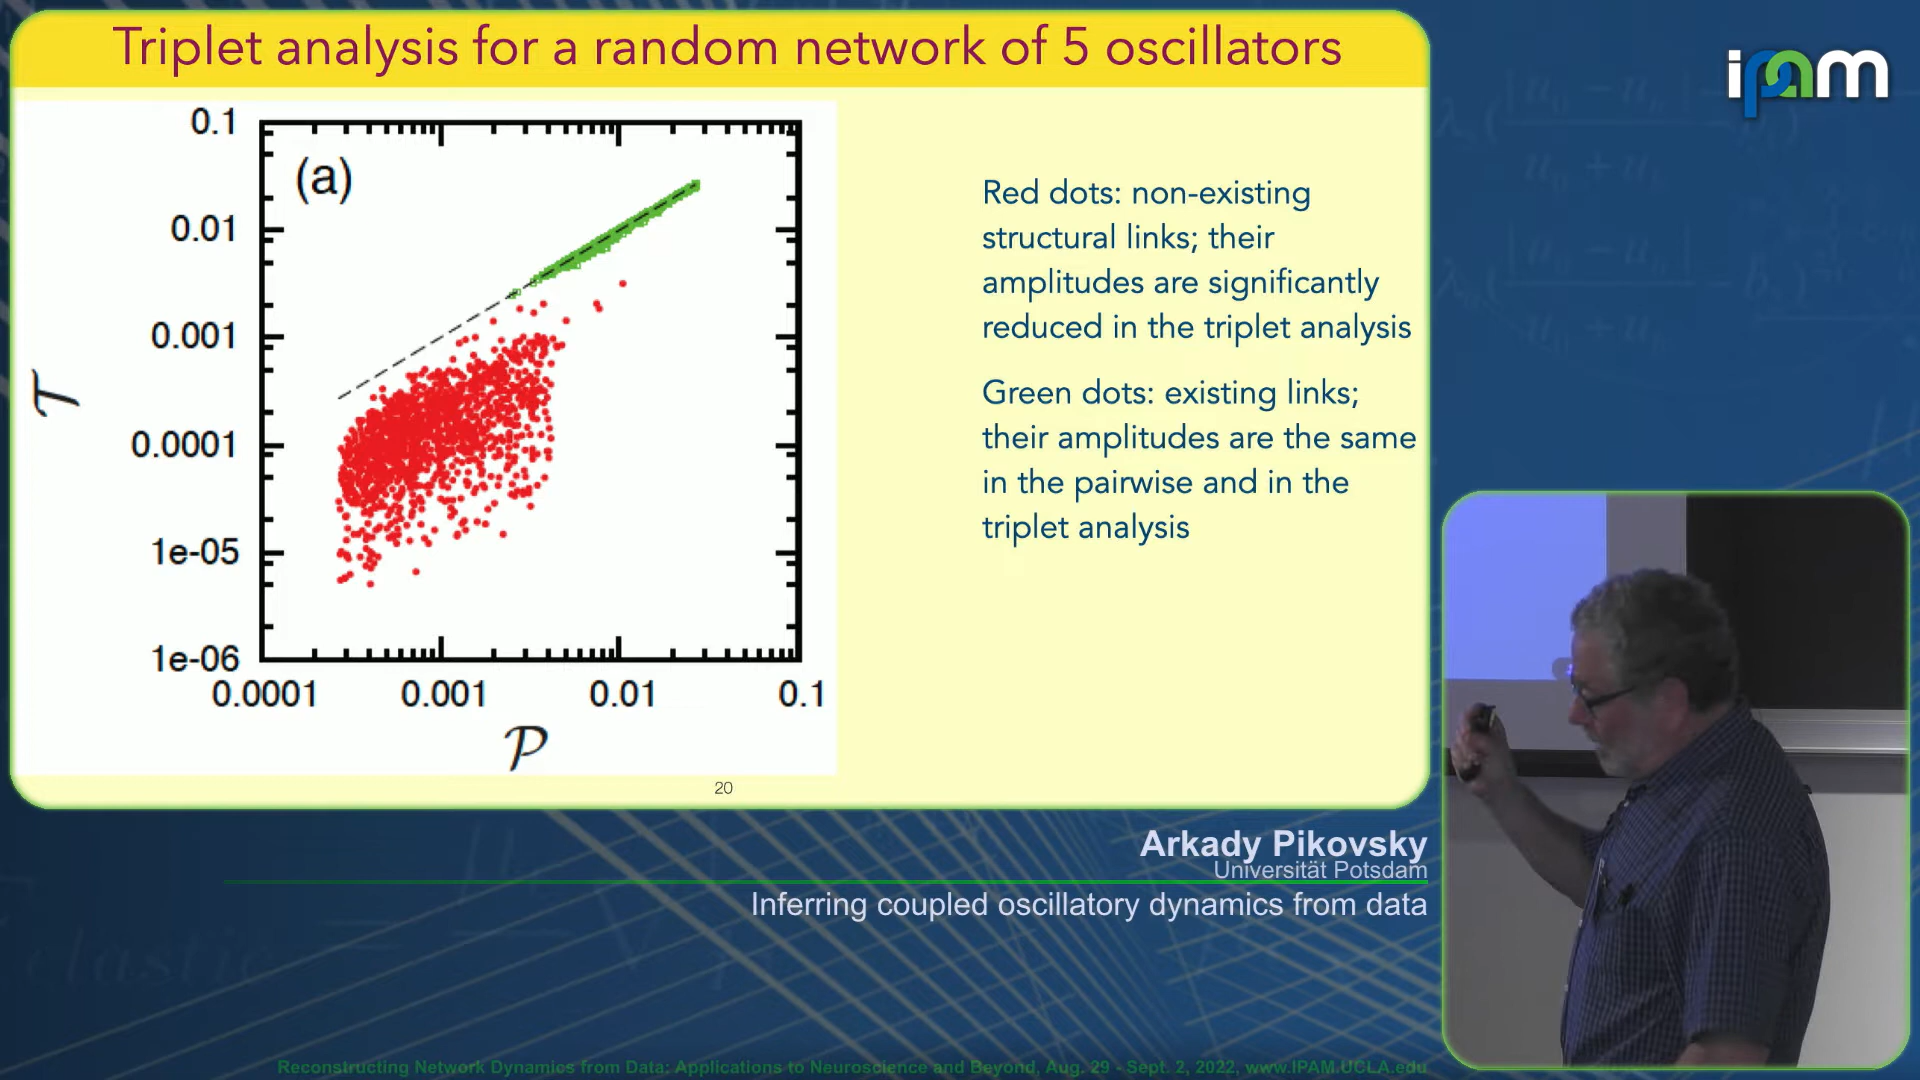 Triplet analysis for a random network of 5 oscillators
ipam
0.1
(a)
0.01
0.001
0.0001
1e-05
1e-06
T
0.0001
0.001
0.01
0.1
P
Red dots: non-existing
structural links; their
amplitudes are significantly
reduced in the triplet analysis
Green dots: existing links;
their amplitudes are the same
in the pairwise and in the
triplet analysis
20
Arkady Pikovsky
Universität Potsdam
Inferring coupled oscillatory dynamics from data
Reconstructing Network Dynamics from Data: Applications to Neuroscience and Beyond, Aug. 29 - Sept. 2, 2022, www.IPAM.UCLA.edu